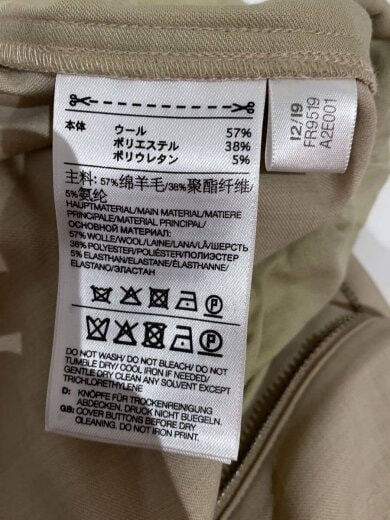 本体 ウール 57%
ポリエステル 38%
ポリウレタン 5%
主料: 57%绵羊毛/38%聚酯纤维/
5%氨纶
HAUPTMATERIAL/MAIN MATERIAL/MATIERE
PRINCIPALE/MATERIAL PRINCIPAL/
ОСНОВНОЙ МАТЕРИАЛ:
57% WOLLE/WOOL/LAINE/LANA/LÃ/ШЕРСТЬ
38% POLYESTER/POLIÉSTER/ПОЛИЭСТЕР
5% ELASTHAN/ELASTANE/ÉLASTHANNE/
ELASTANO/ЭЛАСТАН
P
P
DO NOT WASH/ DO NOT BLEACH/ DO NOT
TUMBLE DRY/ COOL IRON IF NEEDED/
GENTLE DRY CLEAN ANY SOLVENT EXCEPT
TRICHLORETHYLENE
D: KNÖPFE FÜR TROCKENREINIGUNG
ABDECKEN. DRUCK NICHT BUEGELN.
GB: COVER BUTTONS BEFORE DRY
CLEANING. DO NOT IRON PRINT.
12/19
FR9519
A2E001